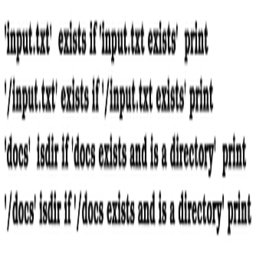 'input.txt' exists if 'input.txt exists' print
'/input.txt' exists if '/input.txt exists' print
'docs' isdir if 'docs exists and is a directory' print
'/docs' isdir if '/docs exists and is a directory' print